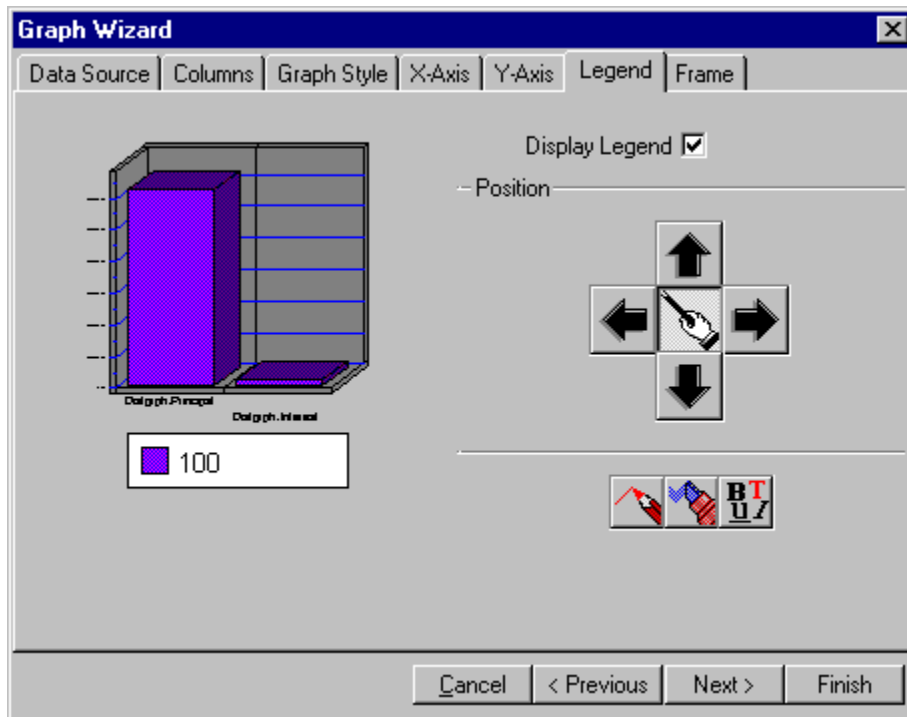 Graph Wizard
Data Source Columns Graph Style X-Axis Y-Axis Legend Frame
Display Legend
Position
100
B T U I
Cancel < Previous Next > Finish